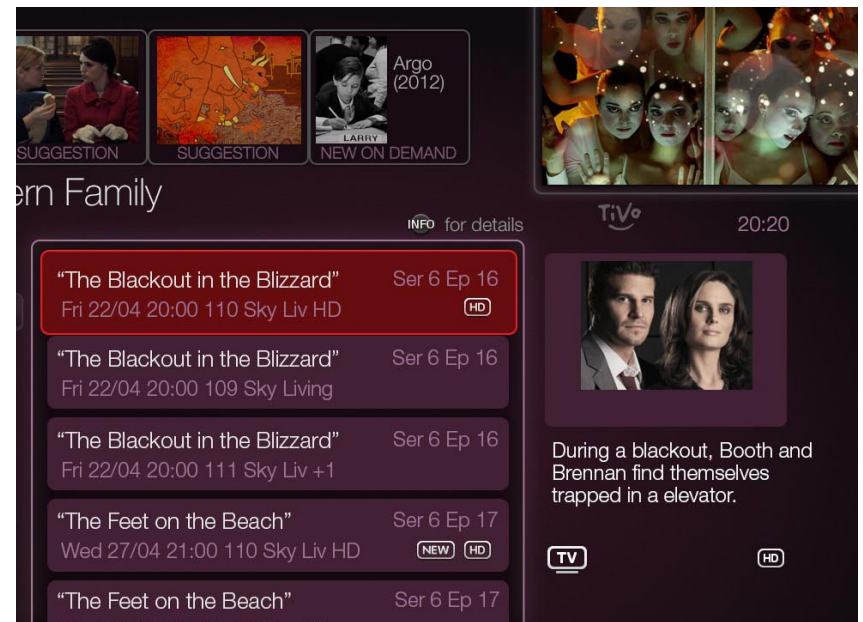 SUGGESTION
SUGGESTION
Argo
(2012)
LARRY
NEW ON DEMAND
ern Family
INFO for details
TiVo
20:20
“The Blackout in the Blizzard” Ser 6 Ep 16
Fri 22/04 20:00 110 Sky Liv HD HD
“The Blackout in the Blizzard” Ser 6 Ep 16
Fri 22/04 20:00 109 Sky Living
“The Blackout in the Blizzard” Ser 6 Ep 16
Fri 22/04 20:00 111 Sky Liv +1
“The Feet on the Beach” Ser 6 Ep 17
Wed 27/04 21:00 110 Sky Liv HD NEW HD
“The Feet on the Beach” Ser 6 Ep 17
During a blackout, Booth and
Brennan find themselves
trapped in a elevator.
TV HD